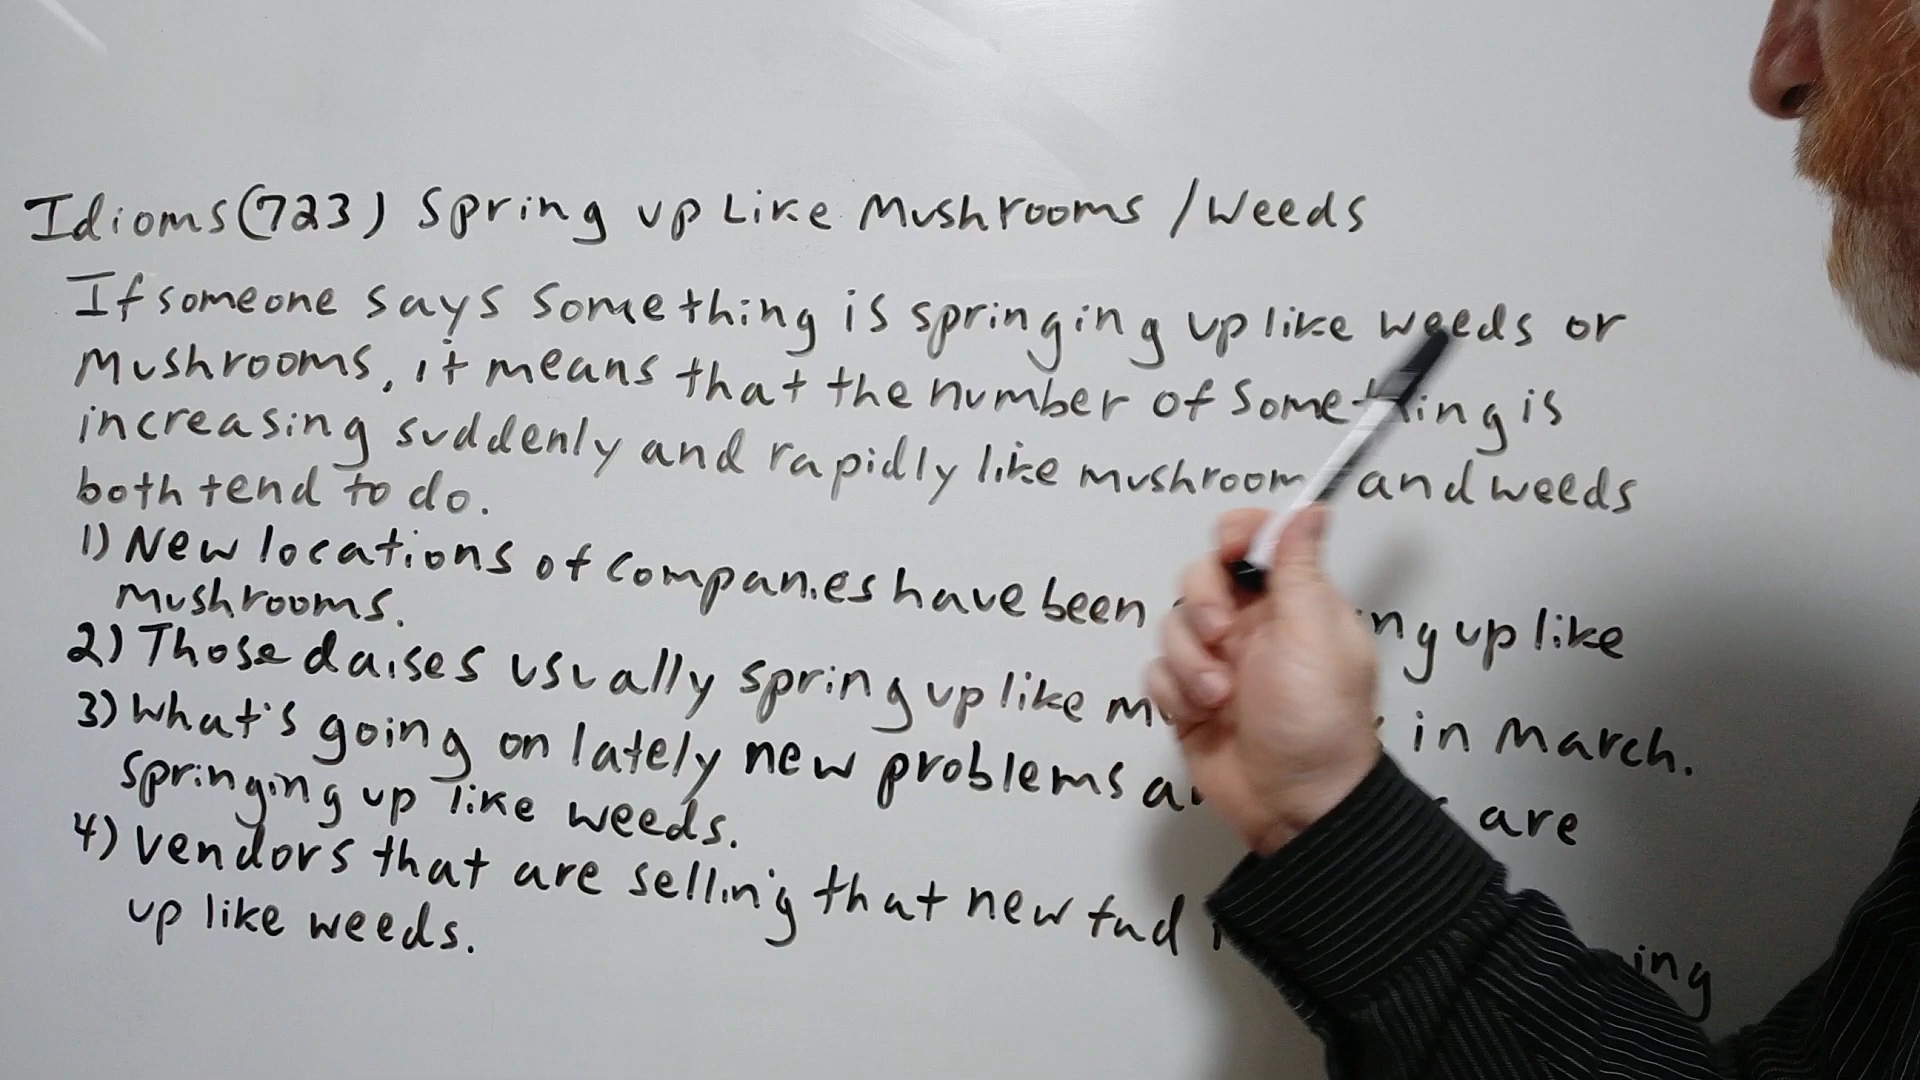 Idioms (723) Spring up Like Mushrooms / Weeds
If someone says something is springing up like weeds or
Mushrooms, it means that the number of something is
increasing suddenly and rapidly like mushroom and weeds
both tend to do.
1) New locations of companies have been up like
Mushrooms.
2) Those daises usually spring up like in March.
3) What's going on lately new problems are
springing up like weeds.
4) Vendors that are selling that new fad
up like weeds.